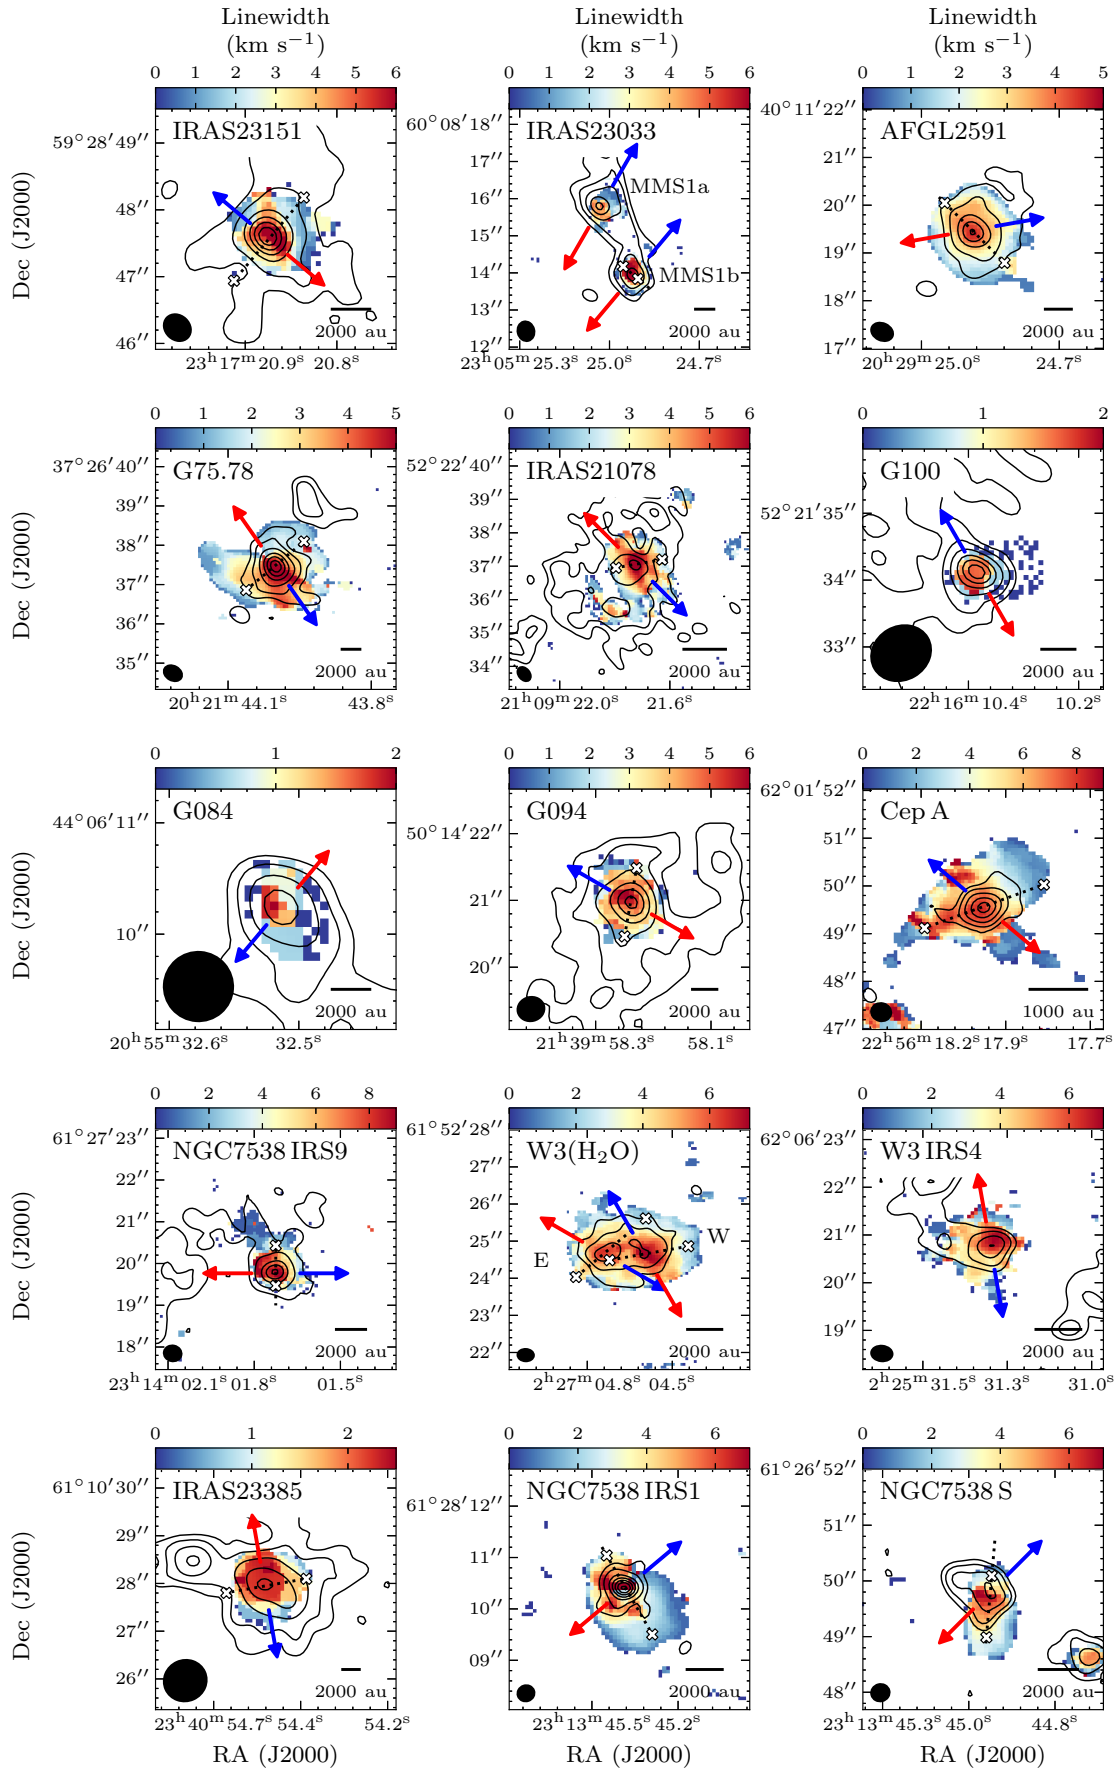 Linewidth Linewidth Linewidth
(km s⁻¹) (km s⁻¹) (km s⁻¹)
0 1 2 3 4 5 6 0 1 2 3 4 5 6 0 1 2 3 4 5
IRAS23151 IRAS23033 AFGL2591
MMS1a
MMS1b
59°28′49″ 48″ 47″ 46″
60°08′18″ 17″ 16″ 15″ 14″ 13″ 12″
40°11′22″ 21″ 20″ 19″ 18″ 17″
Dec (J2000)
2000 au 2000 au 2000 au
23ʰ17ᵐ20.9ˢ 20.8ˢ 23ʰ05ᵐ25.3ˢ 25.0ˢ 24.7ˢ 20ʰ29ᵐ25.0ˢ 24.7ˢ
0 1 2 3 4 5 0 1 2 3 4 5 6 0 1 2
G75.78 IRAS21078 G100
37°26′40″ 39″ 38″ 37″ 36″ 35″
52°22′40″ 39″ 38″ 37″ 36″ 35″ 34″
52°21′35″ 34″ 33″
Dec (J2000)
2000 au 2000 au 2000 au
20ʰ21ᵐ44.1ˢ 43.8ˢ 21ʰ09ᵐ22.0ˢ 21.6ˢ 22ʰ16ᵐ10.4ˢ 10.2ˢ
0 1 2 0 1 2 3 4 5 6 0 2 4 6 8
G084 G094 Cep A
44°06′11″ 10″
50°14′22″ 21″ 20″
62°01′52″ 51″ 50″ 49″ 48″ 47″
Dec (J2000)
2000 au 2000 au 1000 au
20ʰ55ᵐ32.6ˢ 32.5ˢ 21ʰ39ᵐ58.3ˢ 58.1ˢ 22ʰ56ᵐ18.2ˢ 17.9ˢ 17.7ˢ
0 2 4 6 8 0 2 4 6 0 2 4 6
NGC7538 IRS9 W3(H₂O) W3 IRS4
E W
61°27′23″ 22″ 21″ 20″ 19″ 18″
61°52′28″ 27″ 26″ 25″ 24″ 23″ 22″
62°06′23″ 22″ 21″ 20″ 19″
Dec (J2000)
2000 au 2000 au 2000 au
23ʰ14ᵐ02.1ˢ 01.8ˢ 01.5ˢ 2ʰ27ᵐ04.8ˢ 04.5ˢ 2ʰ25ᵐ31.5ˢ 31.3ˢ 31.0ˢ
0 1 2 0 2 4 6 0 2 4 6
IRAS23385 NGC7538 IRS1 NGC7538 S
61°10′30″ 29″ 28″ 27″ 26″
61°28′12″ 11″ 10″ 09″
61°26′52″ 51″ 50″ 49″ 48″
Dec (J2000)
2000 au 2000 au 2000 au
23ʰ40ᵐ54.7ˢ 54.4ˢ 54.2ˢ 23ʰ13ᵐ45.5ˢ 45.2ˢ 23ʰ13ᵐ45.3ˢ 45.0ˢ 44.8ˢ
RA (J2000) RA (J2000) RA (J2000)